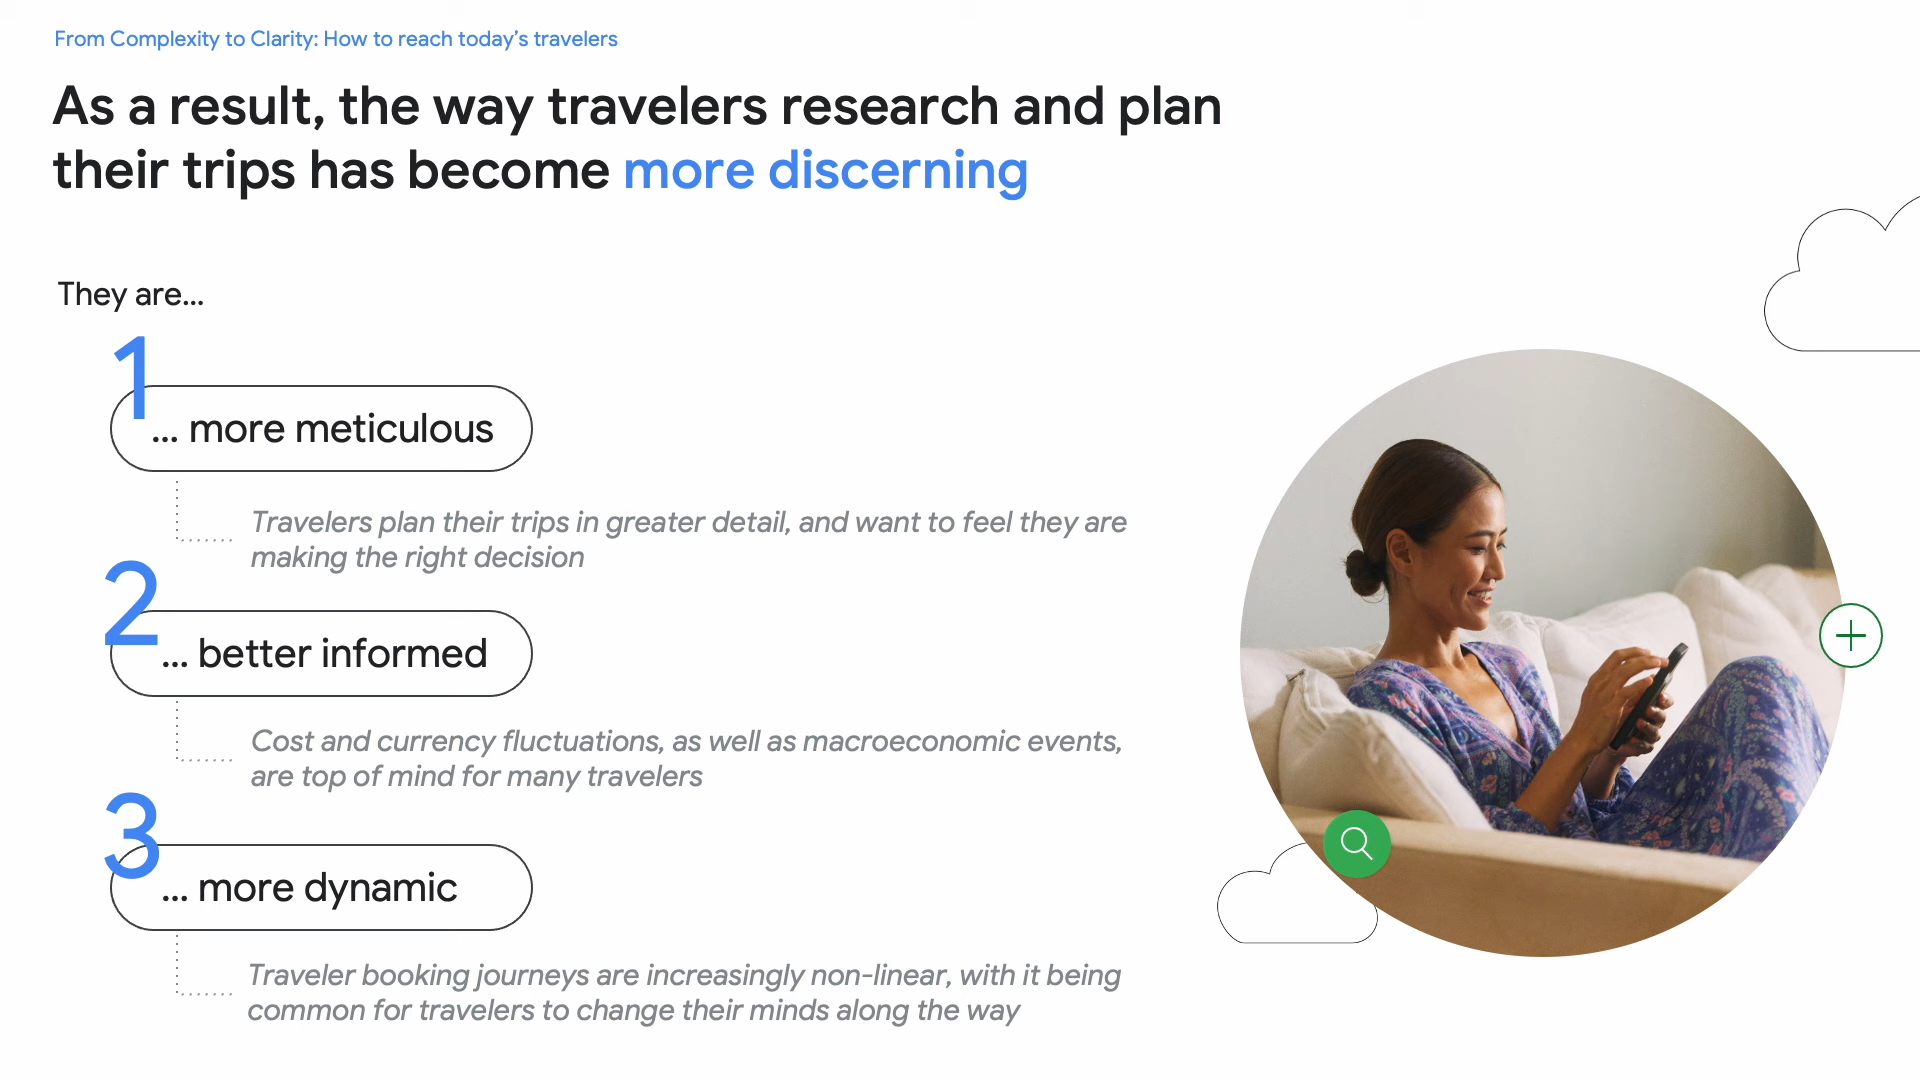 From Complexity to Clarity: How to reach today’s travelers
As a result, the way travelers research and plan
their trips has become more discerning
They are...
1
... more meticulous
Travelers plan their trips in greater detail, and want to feel they are
making the right decision
2
... better informed
Cost and currency fluctuations, as well as macroeconomic events,
are top of mind for many travelers
3
... more dynamic
Traveler booking journeys are increasingly non-linear, with it being
common for travelers to change their minds along the way